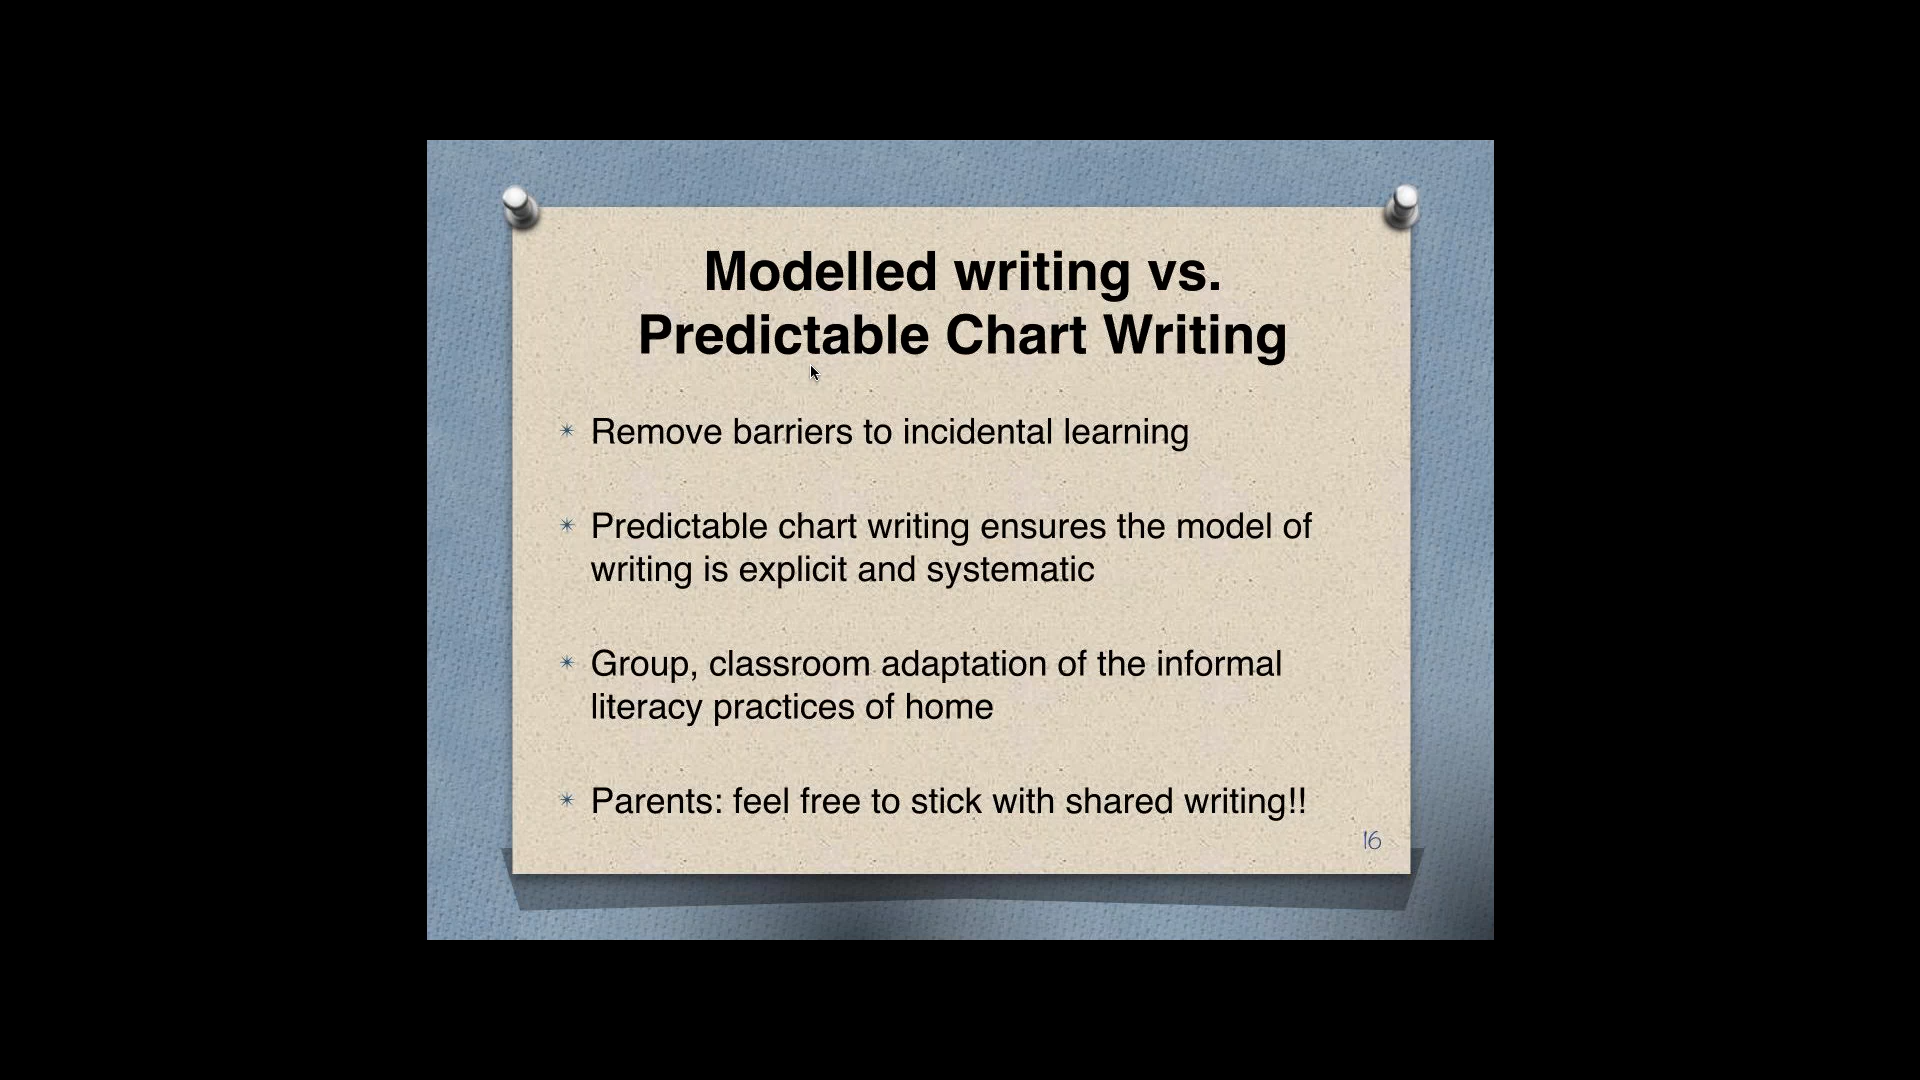 Modelled writing vs.
Predictable Chart Writing
Remove barriers to incidental learning
Predictable chart writing ensures the model of
writing is explicit and systematic
Group, classroom adaptation of the informal
literacy practices of home
Parents: feel free to stick with shared writing!!
16